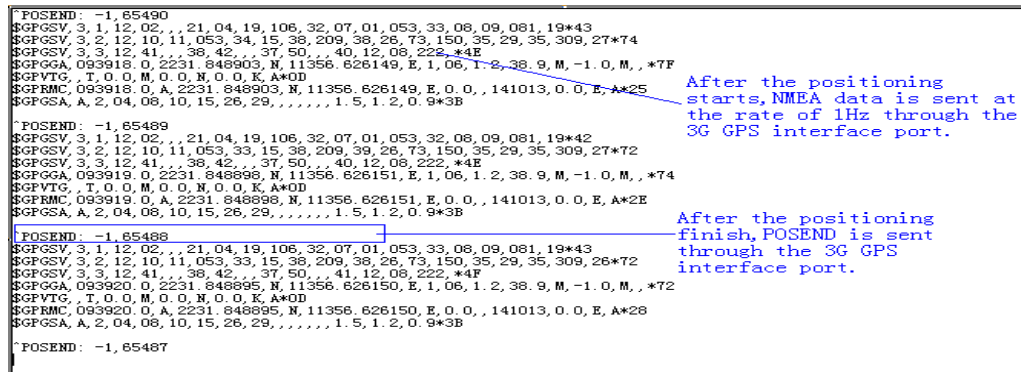 ^POSEND: -1,65490
$GPGSV,3,1,12,02,,,21,04,19,106,32,07,01,053,33,08,09,081,19*43
$GPGSV,3,2,12,10,11,053,34,15,38,209,38,26,73,150,35,29,35,309,27*74
$GPGSV,3,3,12,41,,,38,42,,,37,50,,,40,12,08,222,*4E
$GPGGA,093918.0,2231.848903,N,11356.626149,E,1,06,1.2,38.9,M,-1.0,M,,*7F
$GPVTG,,T,0.0,M,0.0,N,0.0,K,A*0D
$GPRMC,093918.0,A,2231.848903,N,11356.626149,E,0.0,,141013,0.0,E,A*25
$GPGSA,A,2,04,08,10,15,26,29,,,,,,,1.5,1.2,0.9*3B
After the positioning
starts,NMEA data is sent at
the rate of 1Hz through the
3G GPS interface port.
^POSEND: -1,65489
$GPGSV,3,1,12,02,,,21,04,19,106,32,07,01,053,33,08,09,081,19*42
$GPGSV,3,2,12,10,11,053,33,15,38,209,39,26,73,150,35,29,35,309,27*72
$GPGSV,3,3,12,41,,,38,42,,,37,50,,,40,12,08,222,*4E
$GPGGA,093919.0,2231.848898,N,11356.626151,E,1,06,1.2,38.9,M,-1.0,M,,*74
$GPVTG,,T,0.0,M,0.0,N,0.0,K,A*0D
$GPRMC,093919.0,A,2231.848898,N,11356.626151,E,0.0,,141013,0.0,E,A*2E
$GPGSA,A,2,04,08,10,15,26,29,,,,,,,1.5,1.2,0.9*3B
After the positioning
finish,POSEND is sent
through the 3G GPS
interface port.
^POSEND: -1,65488
$GPGSV,3,1,12,02,,,21,04,19,106,32,07,01,053,33,08,09,081,19*43
$GPGSV,3,2,12,10,11,053,33,15,38,209,38,26,73,150,35,29,35,309,26*72
$GPGSV,3,3,12,41,,,38,42,,,37,50,,,41,12,08,222,*4F
$GPGGA,093920.0,2231.848895,N,11356.626150,E,1,06,1.2,38.9,M,-1.0,M,,*72
$GPVTG,,T,0.0,M,0.0,N,0.0,K,A*0D
$GPRMC,093920.0,A,2231.848895,N,11356.626150,E,0.0,,141013,0.0,E,A*28
$GPGSA,A,2,04,08,10,15,26,29,,,,,,,1.5,1.2,0.9*3B
^POSEND: -1,65487